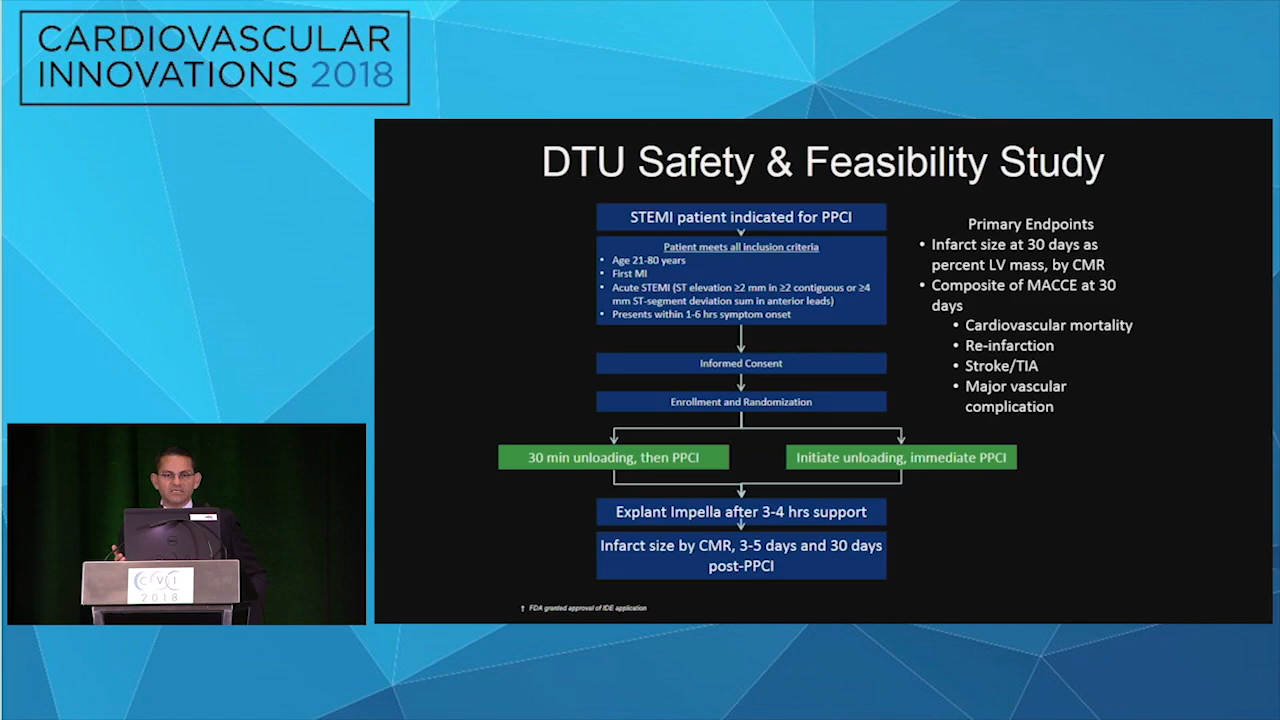 CARDIOVASCULAR
INNOVATIONS 2018
DTU Safety & Feasibility Study
STEMI patient indicated for PPCI
Patient meets all inclusion criteria
• Age 21-80 years
• First MI
• Acute STEMI (ST elevation ≥2 mm in ≥2 contiguous or ≥4
mm ST-segment deviation sum in anterior leads)
• Presents within 1-6 hrs symptom onset
Informed Consent
Enrollment and Randomization
30 min unloading, then PPCI
Initiate unloading, immediate PPCI
Explant Impella after 3-4 hrs support
Infarct size by CMR, 3-5 days and 30 days
post-PPCI
† FDA granted approval of IDE application
Primary Endpoints
• Infarct size at 30 days as
percent LV mass, by CMR
• Composite of MACCE at 30
days
• Cardiovascular mortality
• Re-infarction
• Stroke/TIA
• Major vascular
complication
CVI
2018